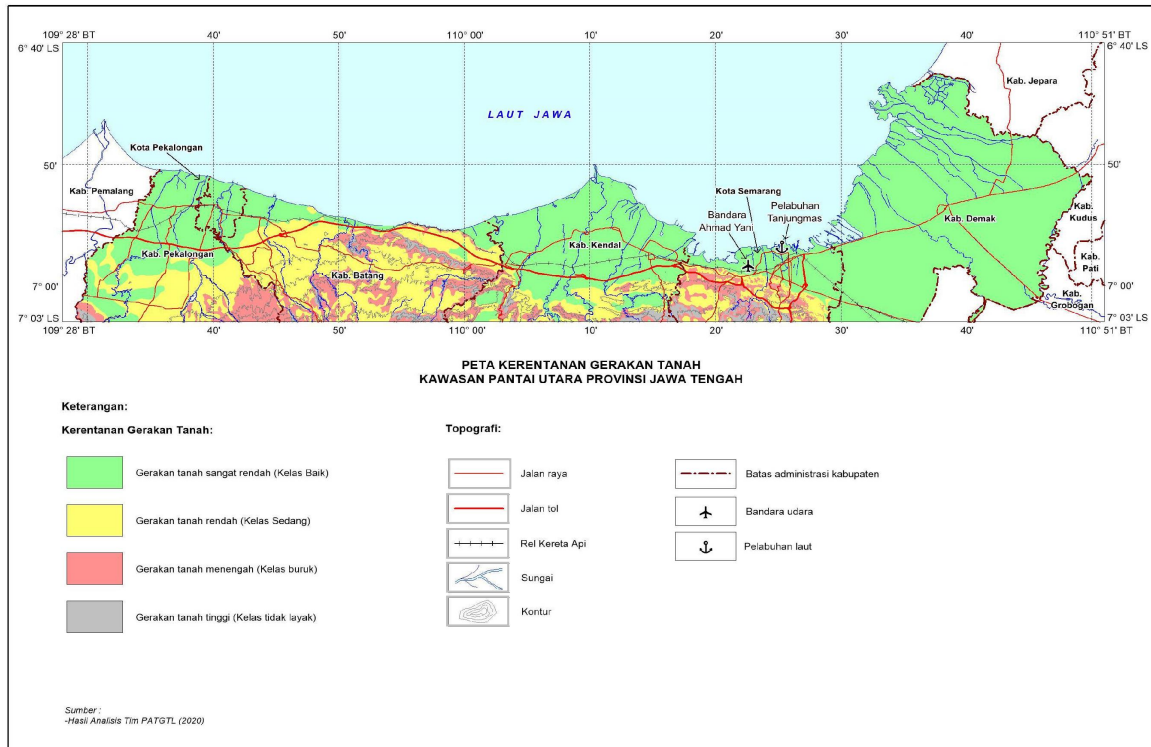 109° 28' BT
40'
50'
110° 00'
10'
20'
30'
40'
110° 51' BT
6° 40' LS
6° 40' LS
Kab. Jepara
LAUT JAWA
Kota Pekalongan
50'
50'
Kab. Pemalang
Kota Semarang
Pelabuhan
Tanjungmas
Bandara
Ahmad Yani
Kab.
Kudus
Kab. Demak
Kab. Kendal
Kab. Pekalongan
Kab.
Pati
Kab. Batang
7° 00'
7° 00'
Kab.
Grobogan
7° 03' LS
7° 03' LS
109° 28' BT
40'
50'
110° 00'
10'
20'
30'
40'
110° 51' BT
PETA KERENTANAN GERAKAN TANAH
KAWASAN PANTAI UTARA PROVINSI JAWA TENGAH
Keterangan:
Kerentanan Gerakan Tanah:
Gerakan tanah sangat rendah (Kelas Baik)
Gerakan tanah rendah (Kelas Sedang)
Gerakan tanah menengah (Kelas buruk)
Gerakan tanah tinggi (Kelas tidak layak)
Topografi:
Jalan raya
Jalan tol
Rel Kereta Api
Sungai
Kontur
Batas administrasi kabupaten
Bandara udara
Pelabuhan laut
Sumber :
-Hasil Analisis Tim PATGTL (2020)